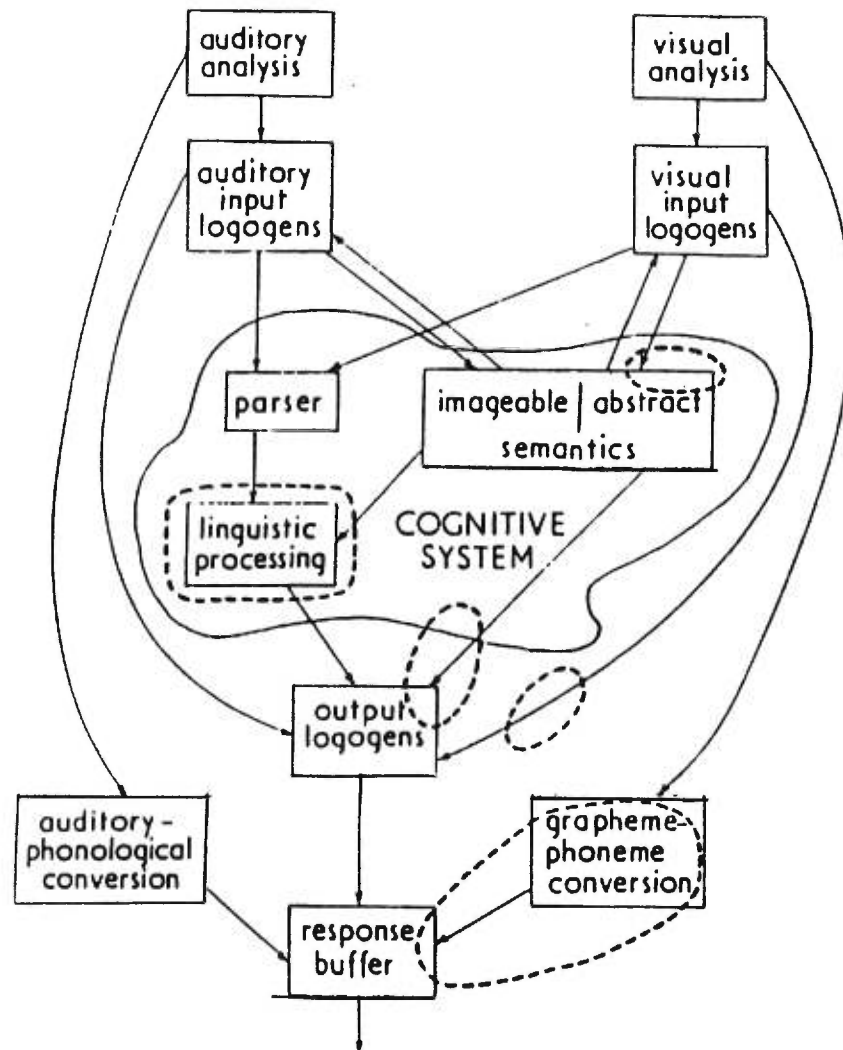 auditory
analysis
visual
analysis
auditory
input
logogens
visual
input
logogens
parser
imageable | abstract
semantics
linguistic
processing
COGNITIVE
SYSTEM
output
logogens
auditory-
phonological
conversion
grapheme-
phoneme
conversion
response
buffer